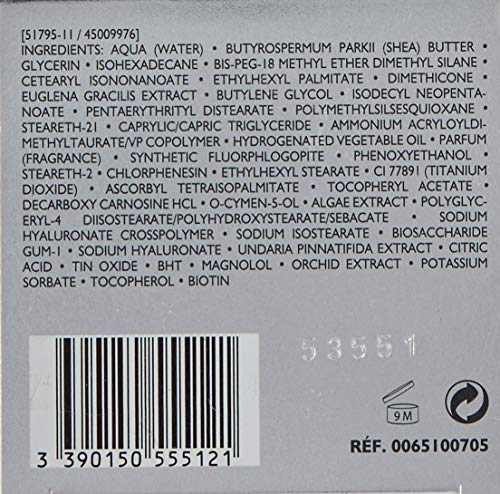 [51795-11 / 45009976]
INGREDIENTS: AQUA (WATER) • BUTYROSPERMUM PARKII (SHEA) BUTTER •
GLYCERIN • ISOHEXADECANE • BIS-PEG-18 METHYL ETHER DIMETHYL SILANE •
CETEARYL ISONONANOATE • ETHYLHEXYL PALMITATE • DIMETHICONE •
EUGLENA GRACILIS EXTRACT • BUTYLENE GLYCOL • ISODECYL NEOPENTA-
NOATE • PENTAERYTHRITYL DISTEARATE • POLYMETHYLSILSESQUIOXANE •
STEARETH-21 • CAPRYLIC/CAPRIC TRIGLYCERIDE • AMMONIUM ACRYLOYLDI-
METHYLTAURATE/VP COPOLYMER • HYDROGENATED VEGETABLE OIL • PARFUM
(FRAGRANCE) • SYNTHETIC FLUORPHLOGOPITE • PHENOXYETHANOL •
STEARETH-2 • CHLORPHENESIN • ETHYLHEXYL STEARATE • CI 77891 (TITANIUM
DIOXIDE) • ASCORBYL TETRAISOPALMITATE • TOCOPHERYL ACETATE •
DECARBOXY CARNOSINE HCL • O-CYMEN-5-OL • ALGAE EXTRACT • POLYGLYC-
ERYL-4 DIISOSTEARATE/POLYHYDROXYSTEARATE/SEBACATE • SODIUM
HYALURONATE CROSSPOLYMER • SODIUM ISOSTEARATE • BIOSACCHARIDE
GUM-1 • SODIUM HYALURONATE • UNDARIA PINNATIFIDA EXTRACT • CITRIC
ACID • TIN OXIDE • BHT • MAGNOLOL • ORCHID EXTRACT • POTASSIUM
SORBATE • TOCOPHEROL • BIOTIN
53551
9M
3 390150 555121
RÉF. 0065100705